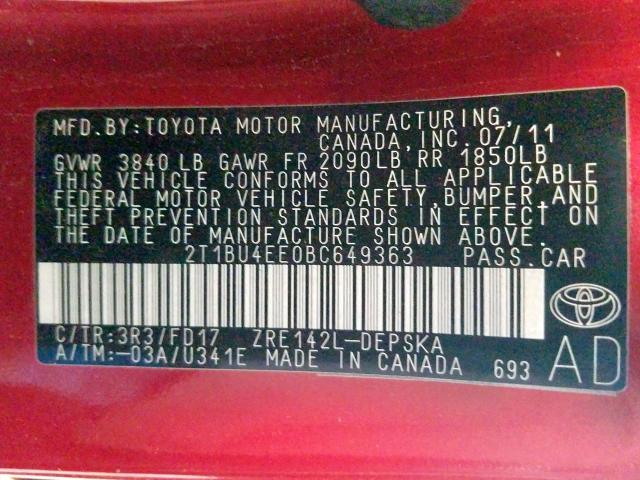 MFD.BY:TOYOTA MOTOR MANUFACTURING,
CANADA,INC. 07/11
GVWR 3840 LB GAWR FR 2090LB RR 1850LB
THIS VEHICLE CONFORMS TO ALL APPLICABLE
FEDERAL MOTOR VEHICLE SAFETY,BUMPER,AND
THEFT PREVENTION STANDARDS IN EFFECT ON
THE DATE OF MANUFACTURE SHOWN ABOVE.
2T1BU4EE0BC649363 PASS.CAR
C/TR:3R3/FD17 ZRE142L-DEPSKA
A/TM:-03A/U341E MADE IN CANADA 693
AD